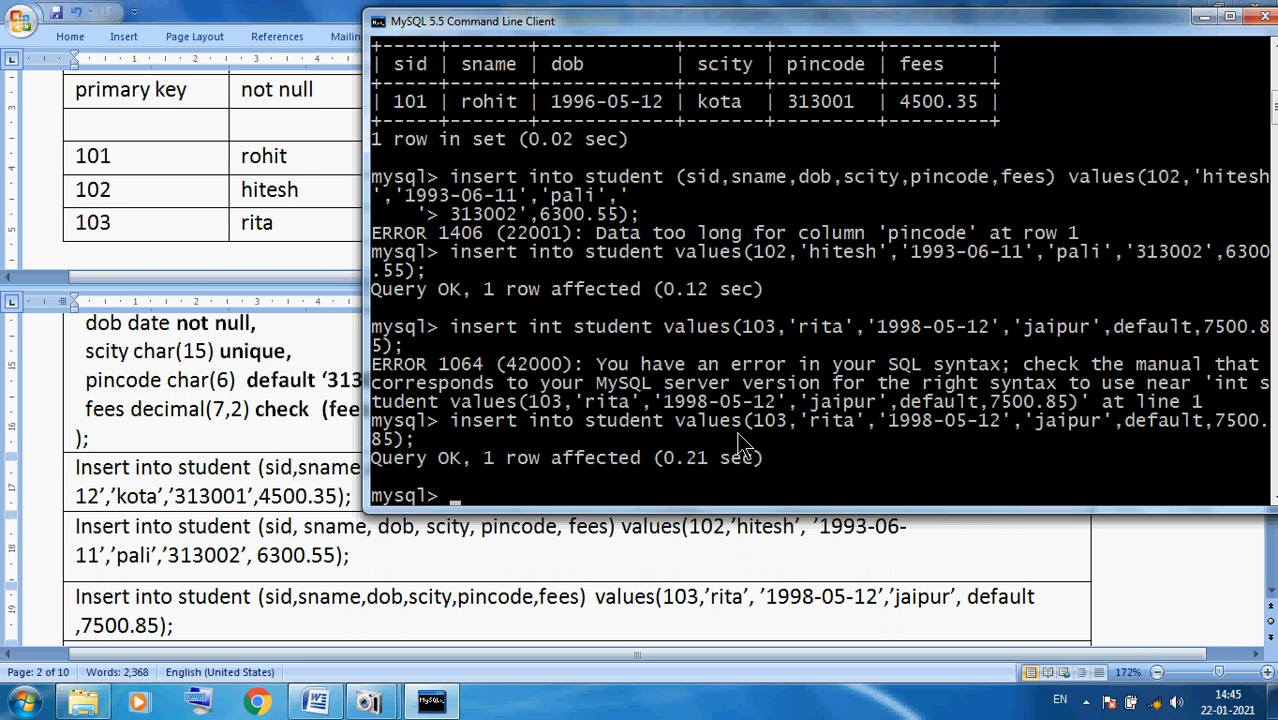 MySQL 5.5 Command Line Client
Home Insert Page Layout References Mailin
primary key not null
101 rohit
102 hitesh
103 rita
| sid | sname | dob | scity | pincode | fees |
| 101 | rohit | 1996-05-12 | kota | 313001 | 4500.35 |
1 row in set (0.02 sec)
mysql> insert into student (sid,sname,dob,scity,pincode,fees) values(102,'hitesh
','1993-06-11','pali','
'> 313002',6300.55);
ERROR 1406 (22001): Data too long for column 'pincode' at row 1
mysql> insert into student values(102,'hitesh','1993-06-11','pali','313002',6300
.55);
Query OK, 1 row affected (0.12 sec)
mysql> insert int student values(103,'rita','1998-05-12','jaipur',default,7500.8
5);
ERROR 1064 (42000): You have an error in your SQL syntax; check the manual that
corresponds to your MySQL server version for the right syntax to use near 'int s
tudent values(103,'rita','1998-05-12','jaipur',default,7500.85)' at line 1
mysql> insert into student values(103,'rita','1998-05-12','jaipur',default,7500.
85);
Query OK, 1 row affected (0.21 sec)
mysql> _
dob date not null,
scity char(15) unique,
pincode char(6) default ‘313
fees decimal(7,2) check (fee
);
Insert into student (sid,sname
12’,’kota’,’313001’,4500.35);
Insert into student (sid, sname, dob, scity, pincode, fees) values(102,’hitesh’, ’1993-06-
11’,’pali’,’313002’, 6300.55);
Insert into student (sid,sname,dob,scity,pincode,fees) values(103,’rita’, ’1998-05-12’,’jaipur’, default
,7500.85);
Page: 2 of 10 Words: 2,368 English (United States) 172%
EN 14:45
22-01-2021